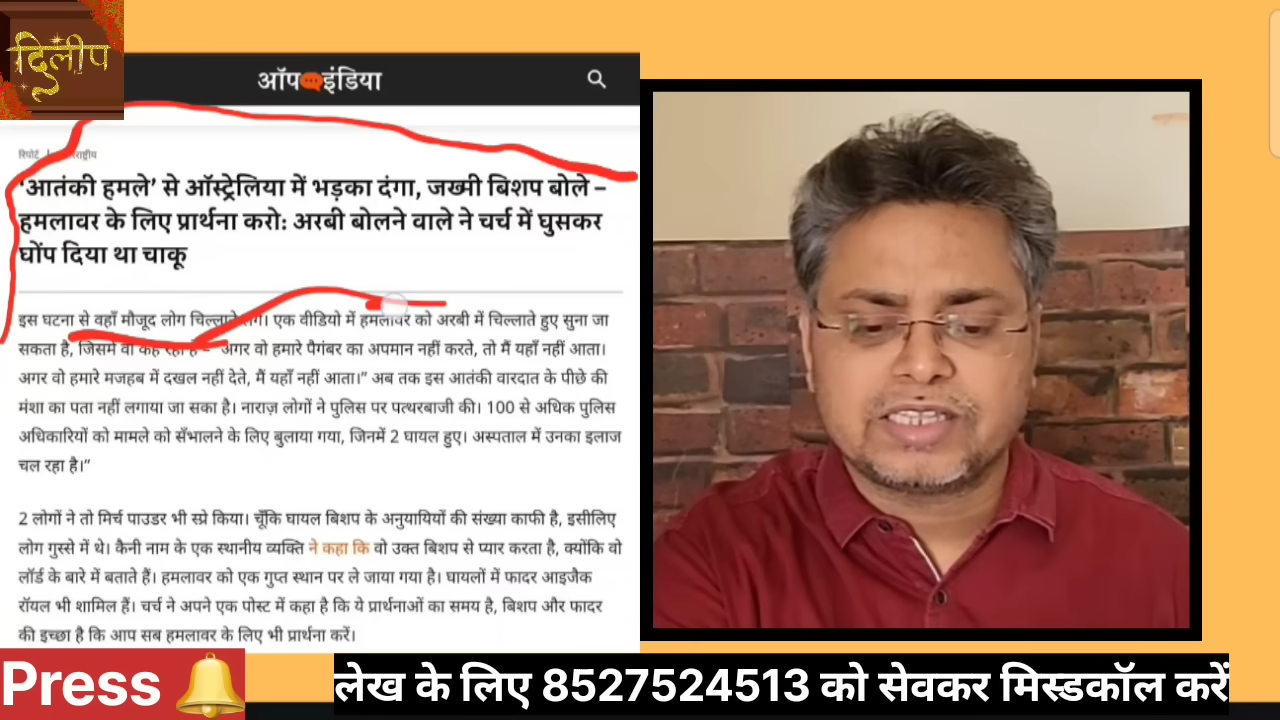 दिलीप
ऑपइंडिया
रिपोर्ट
'आतंकी हमले' से ऑस्ट्रेलिया में भड़का दंगा, जख्मी बिशप बोले –
हमलावर के लिए प्रार्थना करो: अरबी बोलने वाले ने चर्च में घुसकर
घोंप दिया था चाकू
इस घटना से वहाँ मौजूद लोग चिल्लाने लगे। एक वीडियो में हमलावर को अरबी में चिल्लाते हुए सुना जा
सकता है, जिसमें वो कह रहा है – "अगर वो हमारे पैगंबर का अपमान नहीं करते, तो मैं यहाँ नहीं आता।
अगर वो हमारे मजहब में दखल नहीं देते, मैं यहाँ नहीं आता।" अब तक इस आतंकी वारदात के पीछे की
मंशा का पता नहीं लगाया जा सका है। नाराज़ लोगों ने पुलिस पर पत्थरबाजी की। 100 से अधिक पुलिस
अधिकारियों को मामले को सँभालने के लिए बुलाया गया, जिनमें 2 घायल हुए। अस्पताल में उनका इलाज
चल रहा है।"
2 लोगों ने तो मिर्च पाउडर भी स्प्रे किया। चूँकि घायल बिशप के अनुयायियों की संख्या काफी है, इसीलिए
लोग गुस्से में थे। कैनी नाम के एक स्थानीय व्यक्ति ने कहा कि वो उक्त बिशप से प्यार करता है, क्योंकि वो
लॉर्ड के बारे में बताते हैं। हमलावर को एक गुप्त स्थान पर ले जाया गया है। घायलों में फादर आइजैक
रॉयल भी शामिल हैं। चर्च ने अपने एक पोस्ट में कहा है कि ये प्रार्थनाओं का समय है, बिशप और फादर
की इच्छा है कि आप सब हमलावर के लिए भी प्रार्थना करें।
Press
लेख के लिए 8527524513 को सेवकर मिस्डकॉल करें